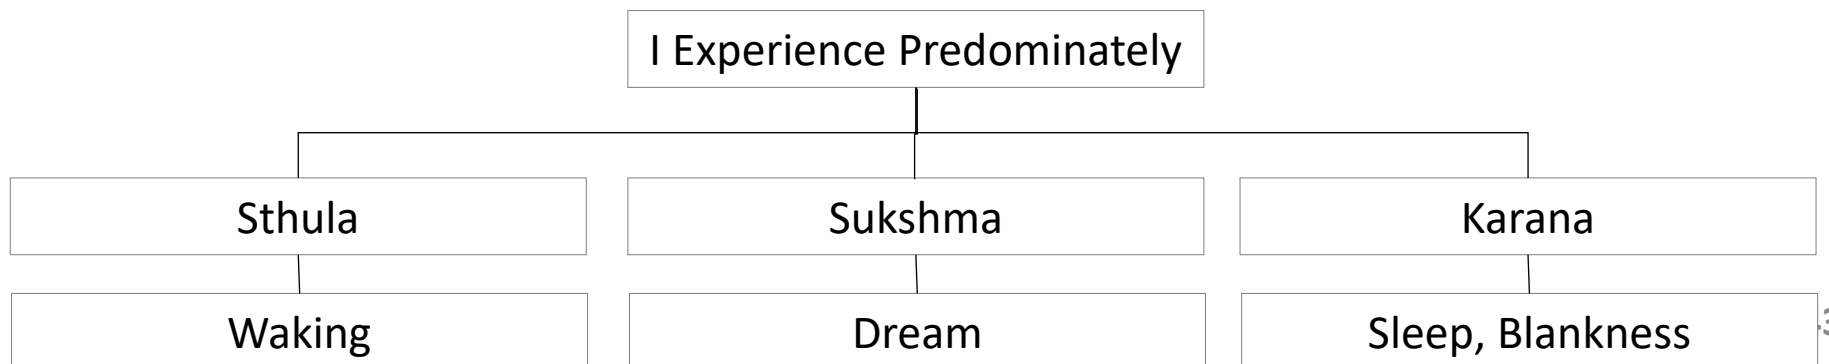 I Experience Predominately
Sthula
Sukshma
Karana
Waking
Dream
Sleep, Blankness